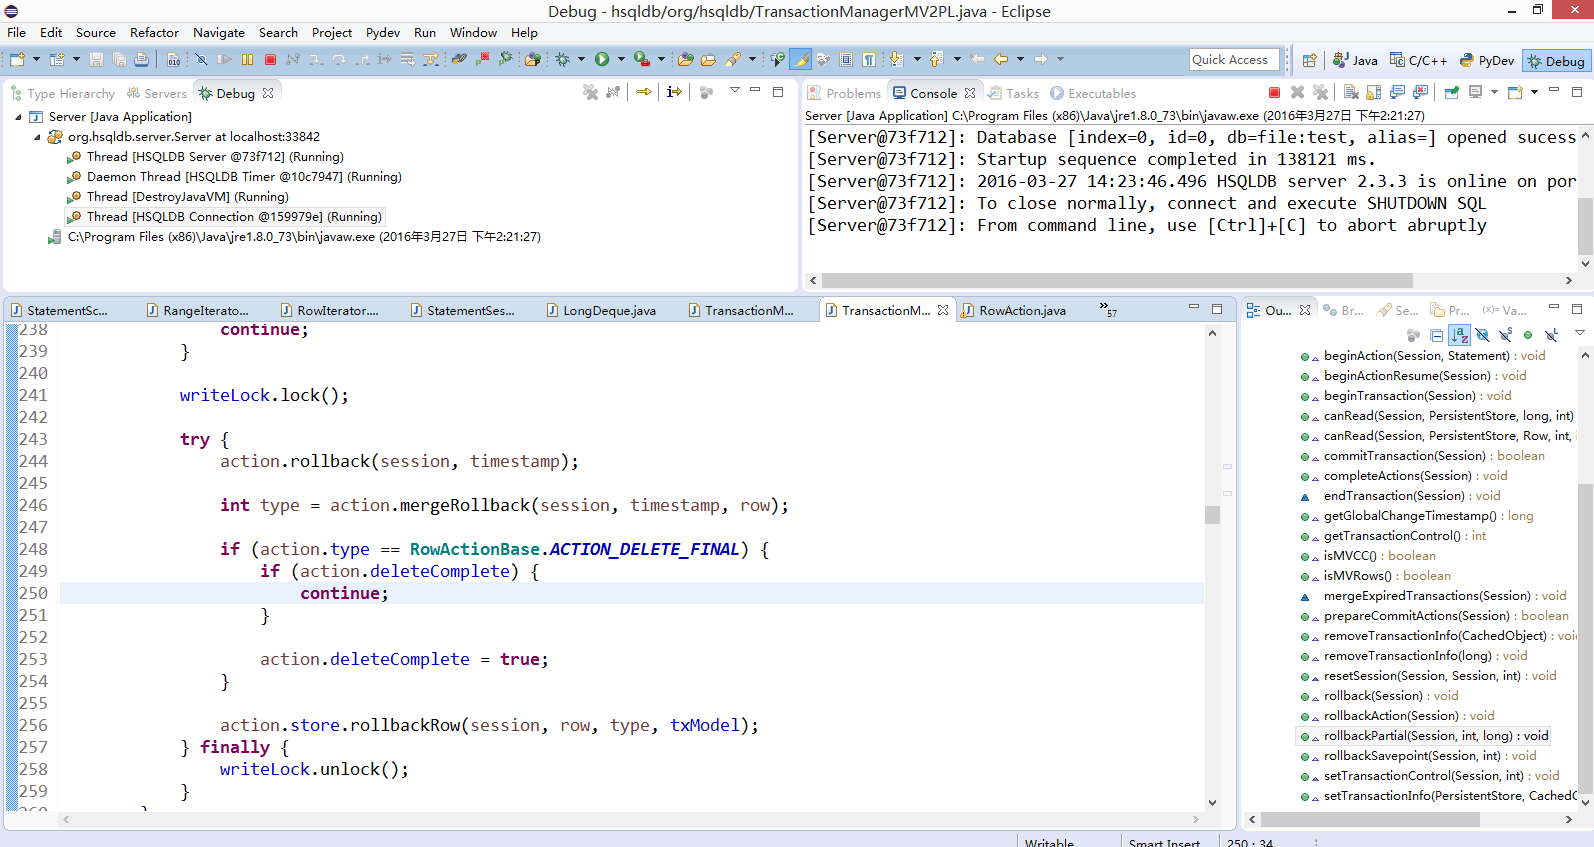 Debug - hsqldb/org/hsqldb/TransactionManagerMV2PL.java - Eclipse
File Edit Source Refactor Navigate Search Project Pydev Run Window Help
Quick Access Java C/C++ PyDev Debug
Type Hierarchy Servers Debug
Server [Java Application]
org.hsqldb.server.Server at localhost:33842
Thread [HSQLDB Server @73f712] (Running)
Daemon Thread [HSQLDB Timer @10c7947] (Running)
Thread [DestroyJavaVM] (Running)
Thread [HSQLDB Connection @159979e] (Running)
C:\Program Files (x86)\Java\jre1.8.0_73\bin\javaw.exe (2016年3月27日 下午2:21:27)
Problems Console Tasks Executables
Server [Java Application] C:\Program Files (x86)\Java\jre1.8.0_73\bin\javaw.exe (2016年3月27日 下午2:21:27)
[Server@73f712]: Database [index=0, id=0, db=file:test, alias=] opened sucess
[Server@73f712]: Startup sequence completed in 138121 ms.
[Server@73f712]: 2016-03-27 14:23:46.496 HSQLDB server 2.3.3 is online on por
[Server@73f712]: To close normally, connect and execute SHUTDOWN SQL
[Server@73f712]: From command line, use [Ctrl]+[C] to abort abruptly
StatementSc... RangeIterato... RowIterator.... StatementSes... LongDeque.java TransactionM... TransactionM... RowAction.java »57
238 continue;
239 }
240
241 writeLock.lock();
242
243 try {
244 action.rollback(session, timestamp);
245
246 int type = action.mergeRollback(session, timestamp, row);
247
248 if (action.type == RowActionBase.ACTION_DELETE_FINAL) {
249 if (action.deleteComplete) {
250 continue;
251 }
252
253 action.deleteComplete = true;
254 }
255
256 action.store.rollbackRow(session, row, type, txModel);
257 } finally {
258 writeLock.unlock();
259 }
260 }
Ou... Br... Se... Pr... (x)= Va...
beginAction(Session, Statement) : void
beginActionResume(Session) : void
beginTransaction(Session) : void
canRead(Session, PersistentStore, long, int)
canRead(Session, PersistentStore, Row, int,
commitTransaction(Session) : boolean
completeActions(Session) : void
endTransaction(Session) : void
getGlobalChangeTimestamp() : long
getTransactionControl() : int
isMVCC() : boolean
isMVRows() : boolean
mergeExpiredTransactions(Session) : void
prepareCommitActions(Session) : boolean
removeTransactionInfo(CachedObject) : voi
removeTransactionInfo(long) : void
resetSession(Session, Session, int) : void
rollback(Session) : void
rollbackAction(Session) : void
rollbackPartial(Session, int, long) : void
rollbackSavepoint(Session, int) : void
setTransactionControl(Session, int) : void
setTransactionInfo(PersistentStore, CachedO
Writable Smart Insert 250 : 34